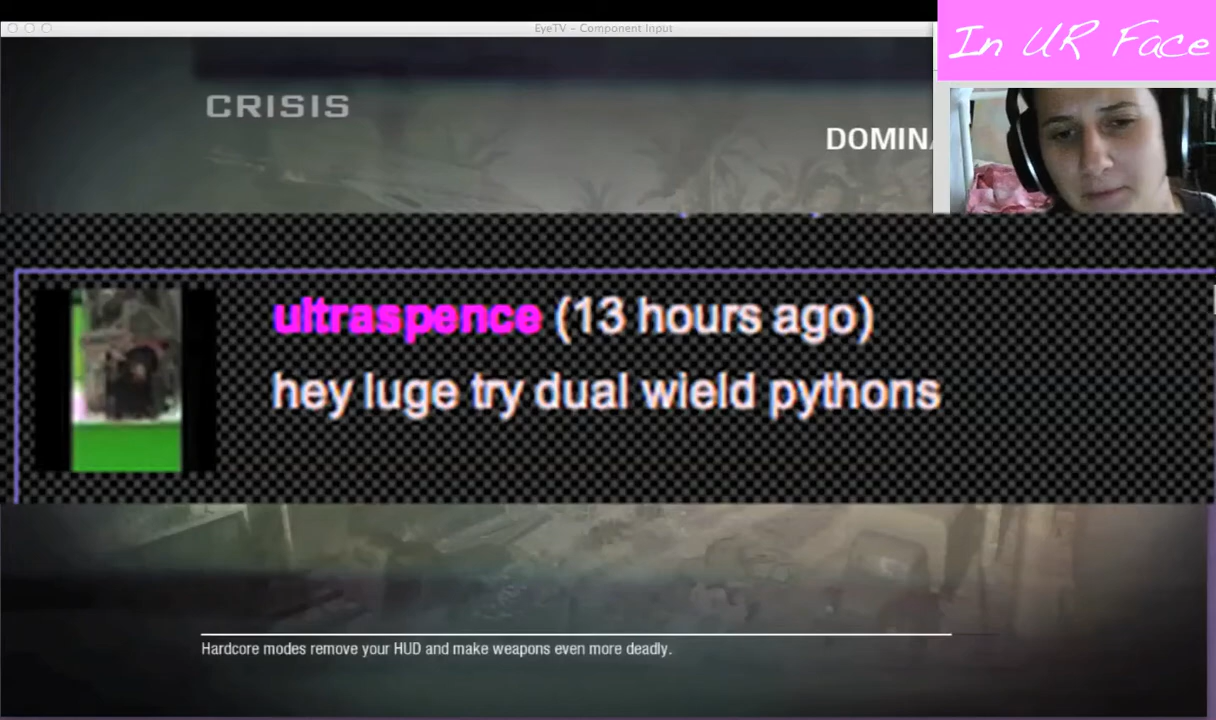 EyeTV - Component Input
In UR Face
CRISIS
DOMINA
ultraspence (13 hours ago)
hey luge try dual wield pythons
Hardcore modes remove your HUD and make weapons even more deadly.